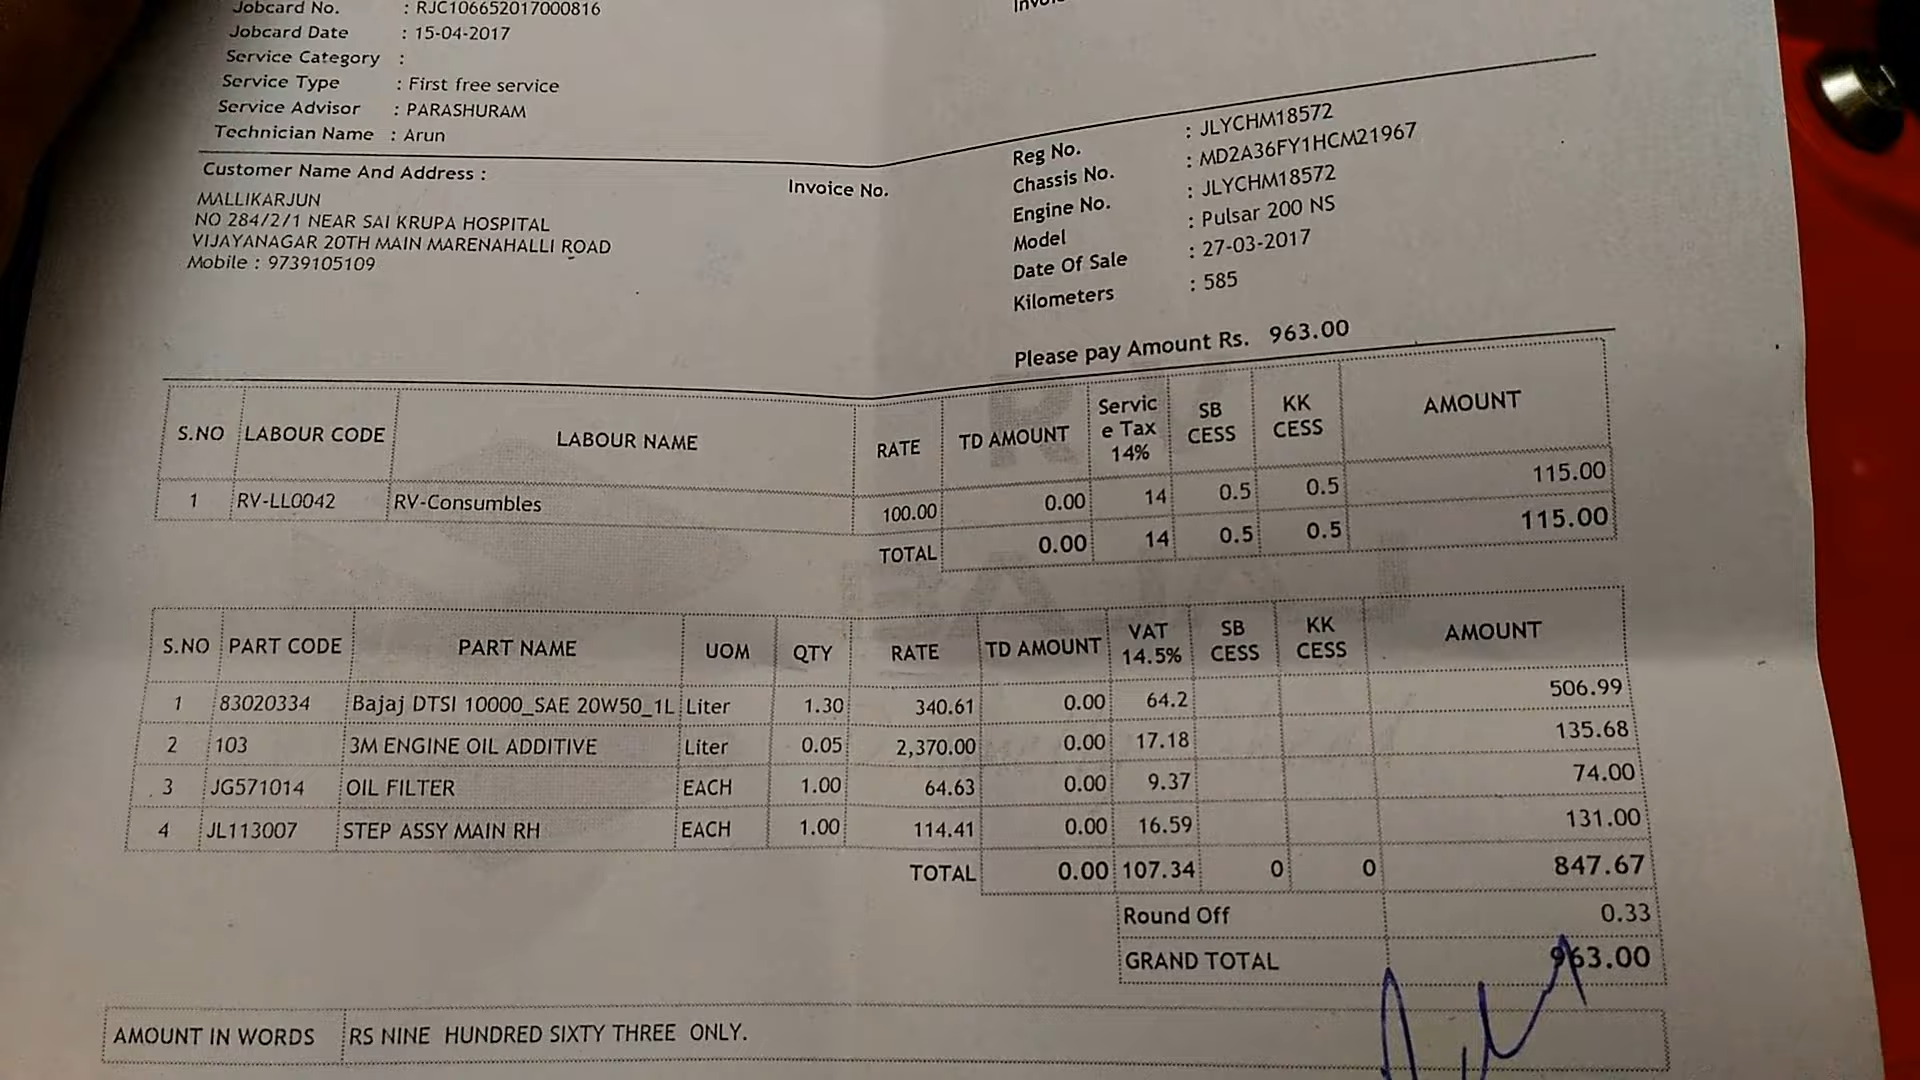 Jobcard No. : RJC106652017000816
Jobcard Date : 15-04-2017
Service Category :
Service Type : First free service
Service Advisor : PARASHURAM
Technician Name : Arun
Customer Name And Address :
MALLIKARJUN
NO 284/2/1 NEAR SAI KRUPA HOSPITAL
VIJAYANAGAR 20TH MAIN MARENAHALLI ROAD
Mobile : 9739105109
Invoice No.
Reg No. : JLYCHM18572
Chassis No. : MD2A36FY1HCM21967
Engine No. : JLYCHM18572
Model : Pulsar 200 NS
Date Of Sale : 27-03-2017
Kilometers : 585
Please pay Amount Rs. 963.00
S.NO LABOUR CODE LABOUR NAME RATE TD AMOUNT Service Tax 14% SB CESS KK CESS AMOUNT
1 RV-LL0042 RV-Consumbles 100.00 0.00 14 0.5 0.5 115.00
TOTAL 0.00 14 0.5 0.5 115.00
S.NO PART CODE PART NAME UOM QTY RATE TD AMOUNT VAT 14.5% SB CESS KK CESS AMOUNT
1 83020334 Bajaj DTSI 10000_SAE 20W50_1L Liter 1.30 340.61 0.00 64.2 506.99
2 103 3M ENGINE OIL ADDITIVE Liter 0.05 2,370.00 0.00 17.18 135.68
3 JG571014 OIL FILTER EACH 1.00 64.63 0.00 9.37 74.00
4 JL113007 STEP ASSY MAIN RH EACH 1.00 114.41 0.00 16.59 131.00
TOTAL 0.00 107.34 0 0 847.67
Round Off 0.33
GRAND TOTAL 963.00
AMOUNT IN WORDS RS NINE HUNDRED SIXTY THREE ONLY.